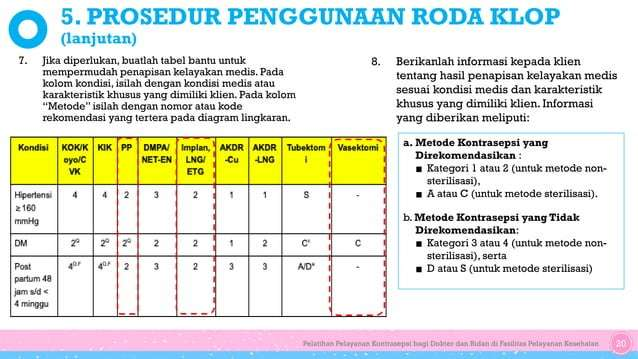 5. PROSEDUR PENGGUNAAN RODA KLOP
(lanjutan)
7. Jika diperlukan, buatlah tabel bantu untuk
mempermudah penapisan kelayakan medis. Pada
kolom kondisi, isilah dengan kondisi medis atau
karakteristik khusus yang dimiliki klien. Pada kolom
“Metode” isilah dengan nomor atau kode
rekomendasi yang tertera pada diagram lingkaran.
Kondisi KOK/K oyo/C VK KIK PP DMPA/ NET-EN Implan, LNG/ ETG AKDR -Cu AKDR -LNG Tubektom i Vasektomi
Hipertensi ≥ 160 mmHg 4 4 2 3 2 1 1 S -
DM 2Q 2Q 2Q 2 2 1 2 C C
Post partum 48 jam s/d < 4 minggu 4 4 2 3 2 3 3 A/D -
8. Berikanlah informasi kepada klien
tentang hasil penapisan kelayakan medis
sesuai kondisi medis dan karakteristik
khusus yang dimiliki klien. Informasi
yang diberikan meliputi:
a. Metode Kontrasepsi yang
Direkomendasikan :
■ Kategori 1 atau 2 (untuk metode non-
sterilisasi),
■ A atau C (untuk metode sterilisasi).
b. Metode Kontrasepsi yang Tidak
Direkomendasikan:
■ Kategori 3 atau 4 (untuk metode non-
sterilisasi), serta
■ D atau S (untuk metode sterilisasi)
Pelatihan Pelayanan Kontrasepsi bagi Dokter dan Bidan di Fasilitas Pelayanan Kesehatan 20